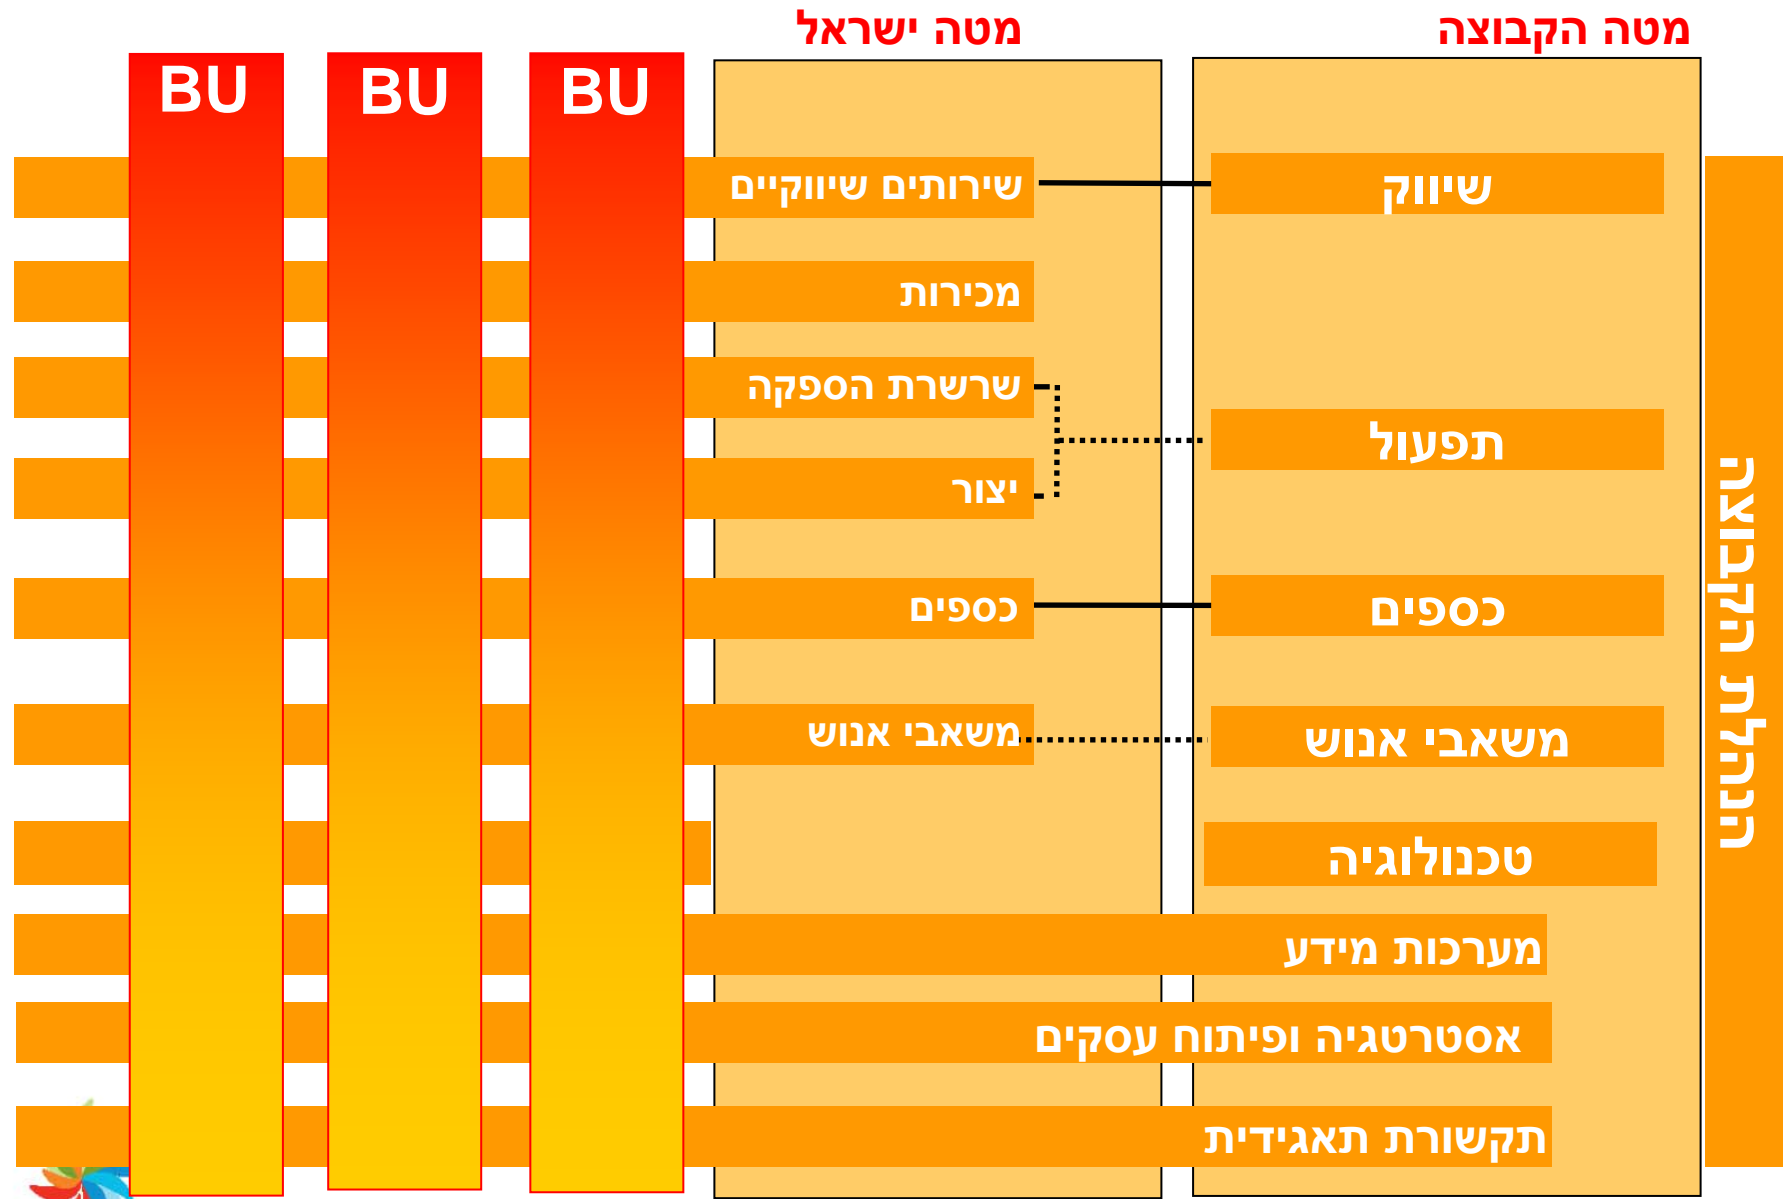 מטה הקבוצה
מטה ישראל
BU
BU
BU
שיווק
שירותים שיווקיים
מכירות
שרשרת הספקה
תפעול
יצור
כספים
כספים
משאבי אנוש
משאבי אנוש
טכנולוגיה
מערכות מידע
אסטרטגיה ופיתוח עסקים
תקשורת תאגידית
הנהלת הקבוצה